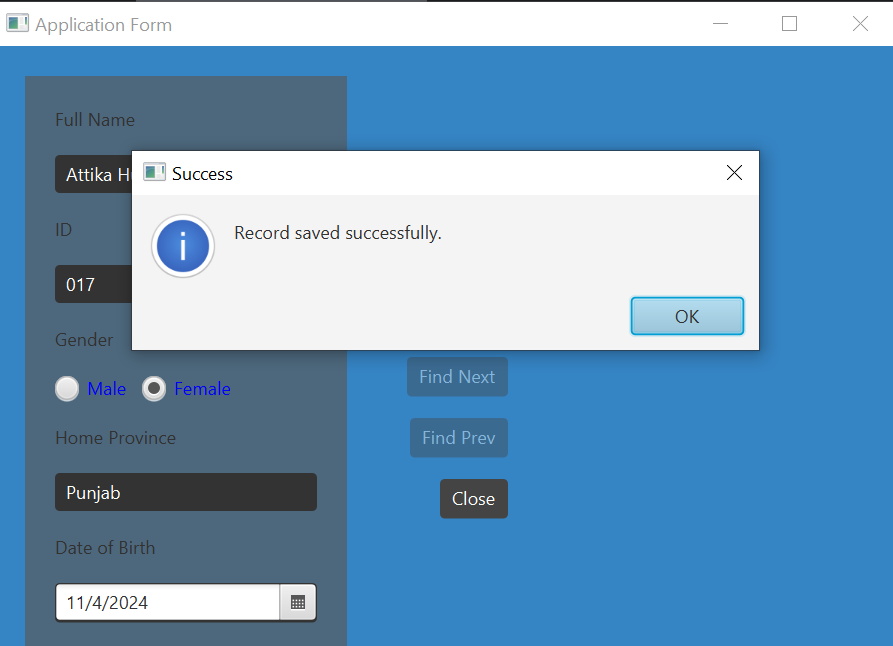 Application Form
Full Name
Success
Attika
Record saved successfully.
ID
017
OK
Gender
Male
Female
Find Next
Home Province
Find Prev
Punjab
Close
Date of Birth
11/4/2024